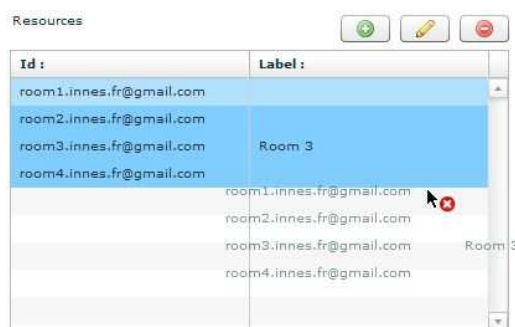 Resources
Id : Label :
room1.innes.fr@gmail.com
room2.innes.fr@gmail.com
room3.innes.fr@gmail.com Room 3
room4.innes.fr@gmail.com
room1.innes.fr@gmail.com
room2.innes.fr@gmail.com
room3.innes.fr@gmail.com Room 3
room4.innes.fr@gmail.com